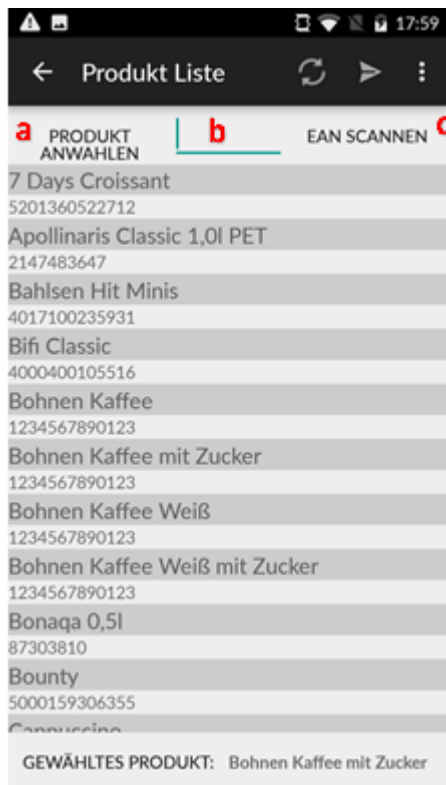 17:59
Produkt Liste
a PRODUKT ANWAHLEN b EAN SCANNEN
7 Days Croissant
5201360522712
Apollinaris Classic 1,0l PET
2147483647
Bahlsen Hit Minis
4017100235931
Bifi Classic
4000400105516
Bohnen Kaffee
1234567890123
Bohnen Kaffee mit Zucker
1234567890123
Bohnen Kaffee Weiß
1234567890123
Bohnen Kaffee Weiß mit Zucker
1234567890123
Bonaqa 0,5l
87303810
Bounty
5000159306355
Cappuccino
GEWÄHLTES PRODUKT: Bohnen Kaffee mit Zucker